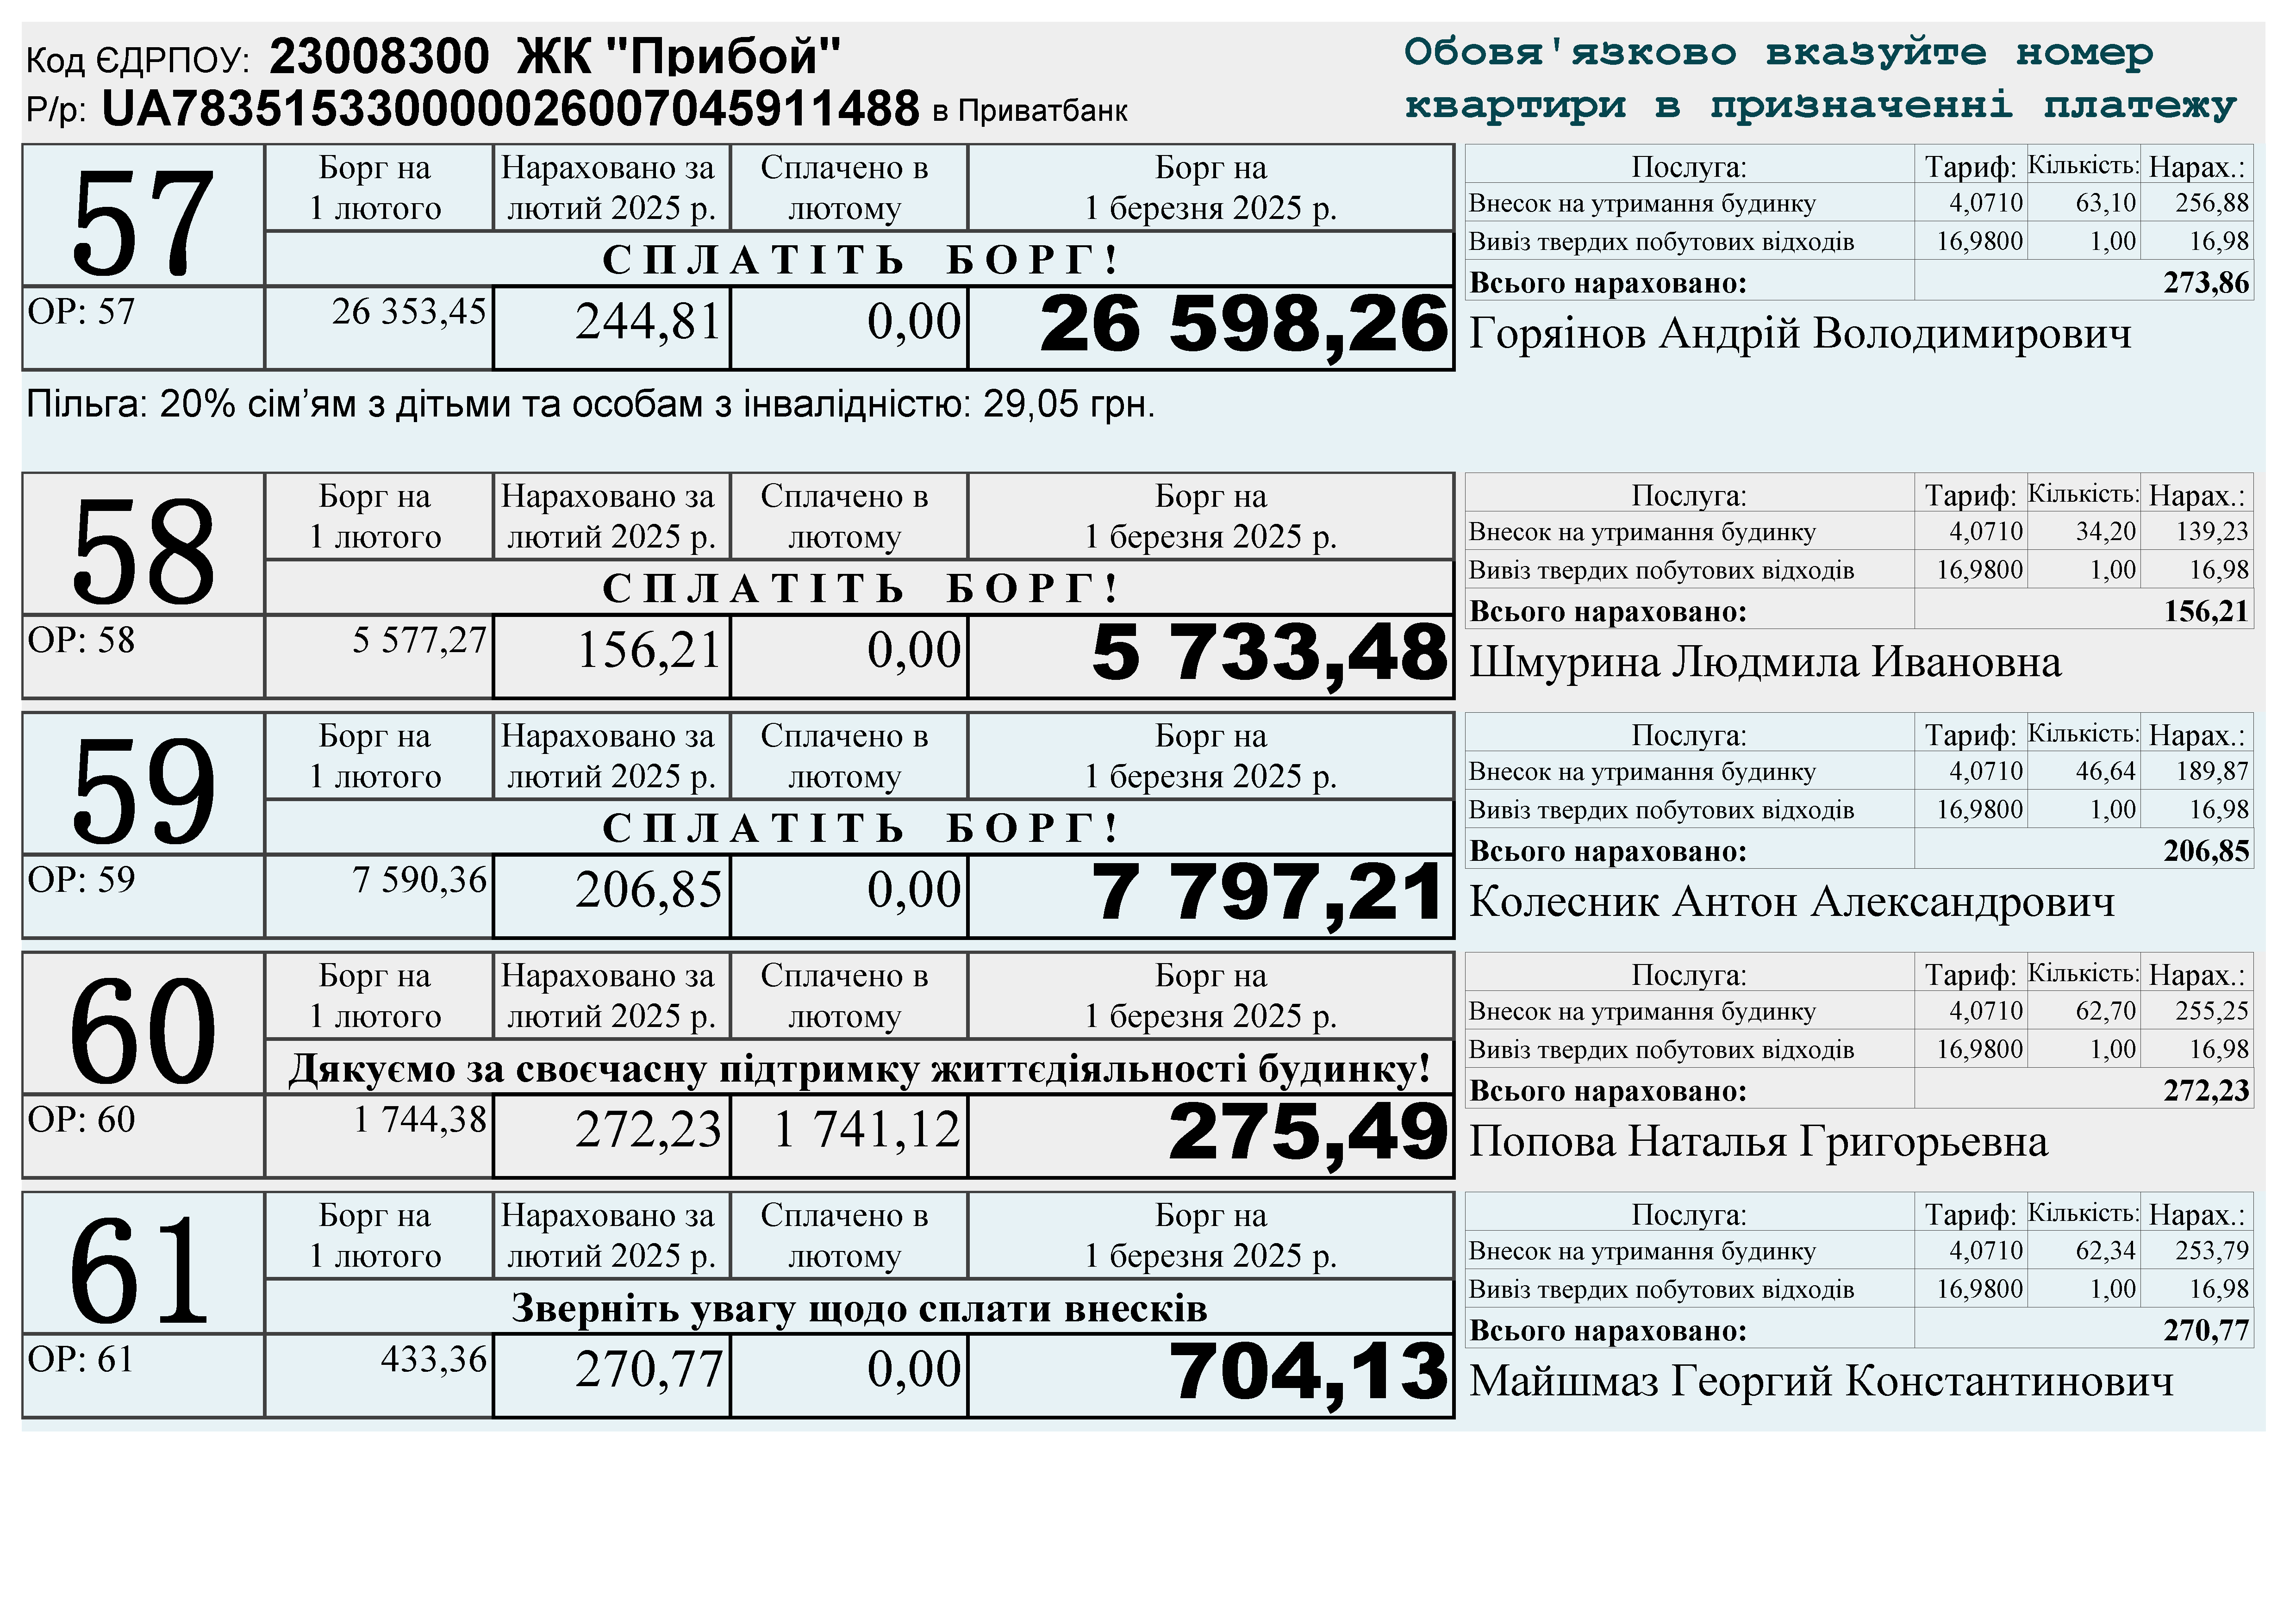 Код ЄДРПОУ: 23008300 ЖК "Прибой"
Р/р: UA783515330000026007045911488 в Приватбанк
Обовя'язково вказуйте номер
квартири в призначенні платежу
57
Борг на 1 лютого
Нараховано за лютий 2025 р.
Сплачено в лютому
Борг на 1 березня 2025 р.
СПЛАТІТЬ БОРГ!
ОР: 57 26 353,45 244,81 0,00 26 598,26
Послуга: Тариф: Кількість: Нарах.:
Внесок на утримання будинку 4,0710 63,10 256,88
Вивіз твердих побутових відходів 16,9800 1,00 16,98
Всього нараховано: 273,86
Горяінов Андрій Володимирович
Пільга: 20% сім’ям з дітьми та особам з інвалідністю: 29,05 грн.
58
Борг на 1 лютого
Нараховано за лютий 2025 р.
Сплачено в лютому
Борг на 1 березня 2025 р.
СПЛАТІТЬ БОРГ!
ОР: 58 5 577,27 156,21 0,00 5 733,48
Послуга: Тариф: Кількість: Нарах.:
Внесок на утримання будинку 4,0710 34,20 139,23
Вивіз твердих побутових відходів 16,9800 1,00 16,98
Всього нараховано: 156,21
Шмурина Людмила Ивановна
59
Борг на 1 лютого
Нараховано за лютий 2025 р.
Сплачено в лютому
Борг на 1 березня 2025 р.
СПЛАТІТЬ БОРГ!
ОР: 59 7 590,36 206,85 0,00 7 797,21
Послуга: Тариф: Кількість: Нарах.:
Внесок на утримання будинку 4,0710 46,64 189,87
Вивіз твердих побутових відходів 16,9800 1,00 16,98
Всього нараховано: 206,85
Колесник Антон Александрович
60
Борг на 1 лютого
Нараховано за лютий 2025 р.
Сплачено в лютому
Борг на 1 березня 2025 р.
Дякуємо за своєчасну підтримку життєдіяльності будинку!
ОР: 60 1 744,38 272,23 1 741,12 275,49
Послуга: Тариф: Кількість: Нарах.:
Внесок на утримання будинку 4,0710 62,70 255,25
Вивіз твердих побутових відходів 16,9800 1,00 16,98
Всього нараховано: 272,23
Попова Наталья Григорьевна
61
Борг на 1 лютого
Нараховано за лютий 2025 р.
Сплачено в лютому
Борг на 1 березня 2025 р.
Зверніть увагу щодо сплати внесків
ОР: 61 433,36 270,77 0,00 704,13
Послуга: Тариф: Кількість: Нарах.:
Внесок на утримання будинку 4,0710 62,34 253,79
Вивіз твердих побутових відходів 16,9800 1,00 16,98
Всього нараховано: 270,77
Майшмаз Георгий Константинович